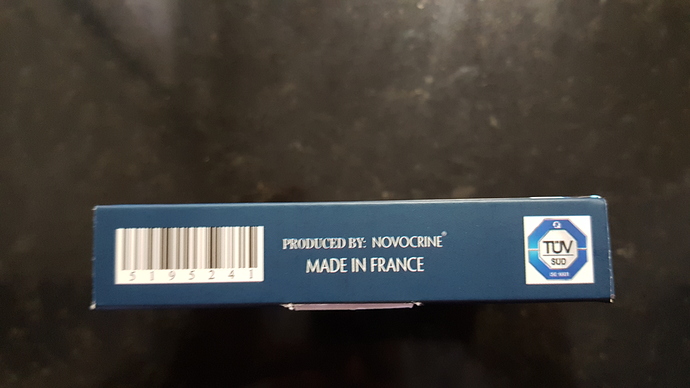 PRODUCED BY: NOVOCRINE®
MADE IN FRANCE
5195241
TÜV
SÜD